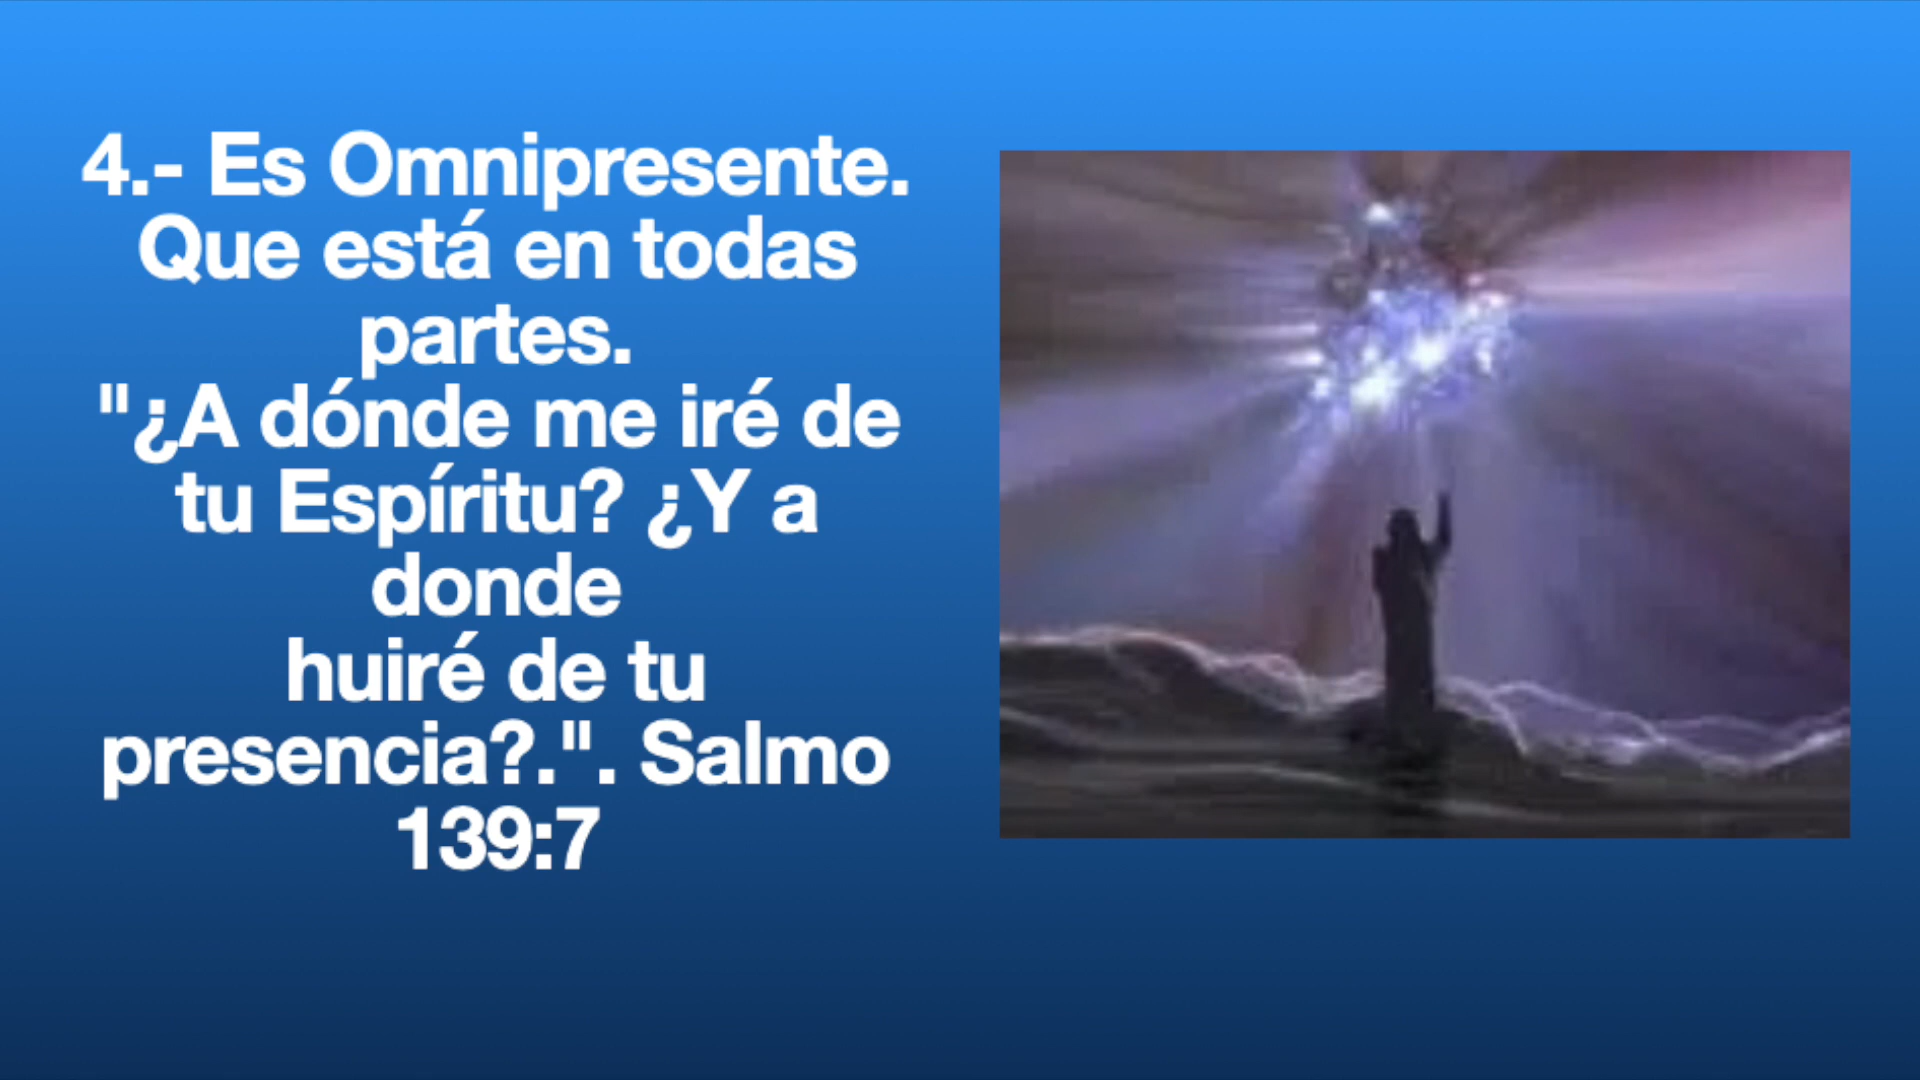 4.- Es Omnipresente.
Que está en todas
partes.
"¿A dónde me iré de
tu Espíritu? ¿Y a
donde
huiré de tu
presencia?.". Salmo
139:7